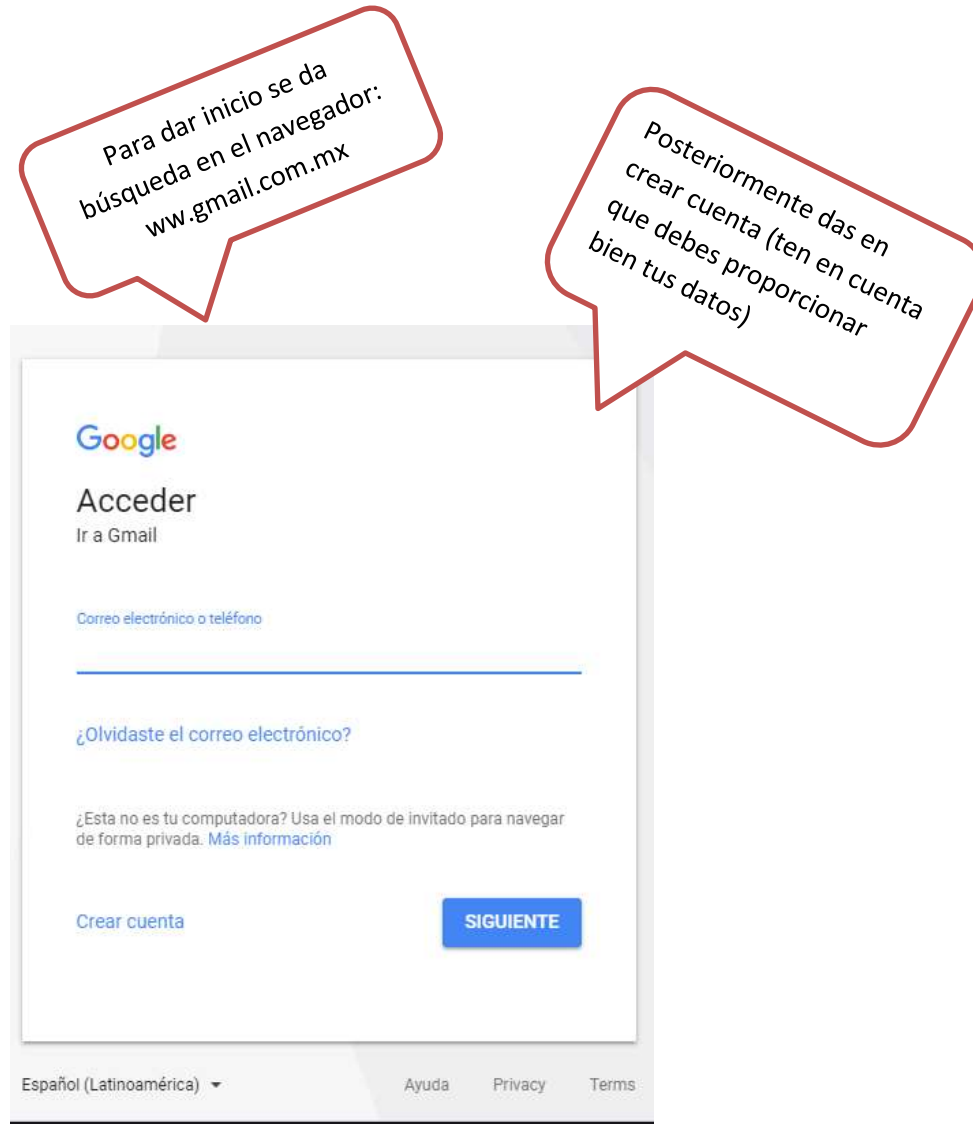 Para dar inicio se da
búsqueda en el navegador:
ww.gmail.com.mx
Posteriormente das en
crear cuenta (ten en cuenta
que debes proporcionar
bien tus datos)
Google
Acceder
Ir a Gmail
Correo electrónico o teléfono
¿Olvidaste el correo electrónico?
¿Esta no es tu computadora? Usa el modo de invitado para navegar
de forma privada. Más información
Crear cuenta
SIGUIENTE
Español (Latinoamérica)
Ayuda Privacy Terms